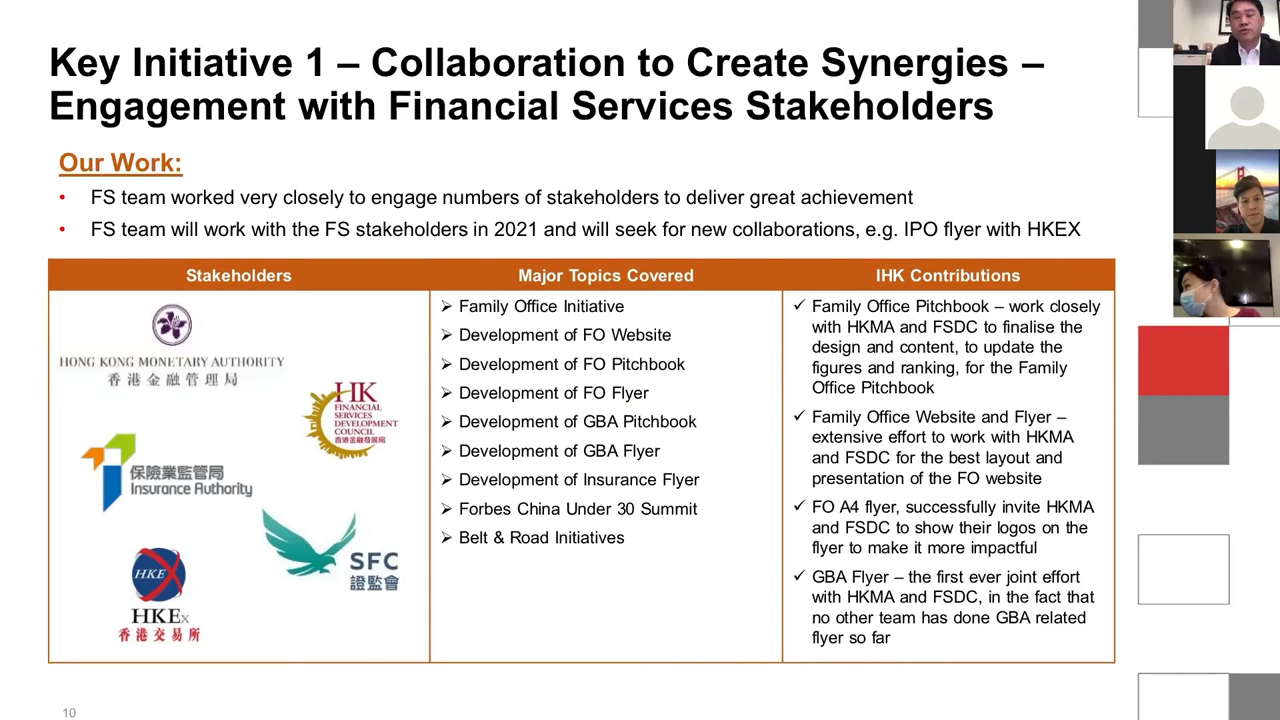 Key Initiative 1 – Collaboration to Create Synergies –
Engagement with Financial Services Stakeholders
Our Work:
• FS team worked very closely to engage numbers of stakeholders to deliver great achievement
• FS team will work with the FS stakeholders in 2021 and will seek for new collaborations, e.g. IPO flyer with HKEX
Stakeholders
HONG KONG MONETARY AUTHORITY
香港金融管理局
HK
FINANCIAL
SERVICES
DEVELOPMENT
COUNCIL
香港金融發展局
保險業監管局
Insurance Authority
SFC
證監會
HKEX
HKEx
香港交易所
Major Topics Covered
➢ Family Office Initiative
➢ Development of FO Website
➢ Development of FO Pitchbook
➢ Development of FO Flyer
➢ Development of GBA Pitchbook
➢ Development of GBA Flyer
➢ Development of Insurance Flyer
➢ Forbes China Under 30 Summit
➢ Belt & Road Initiatives
IHK Contributions
✓ Family Office Pitchbook – work closely
with HKMA and FSDC to finalise the
design and content, to update the
figures and ranking, for the Family
Office Pitchbook
✓ Family Office Website and Flyer –
extensive effort to work with HKMA
and FSDC for the best layout and
presentation of the FO website
✓ FO A4 flyer, successfully invite HKMA
and FSDC to show their logos on the
flyer to make it more impactful
✓ GBA Flyer – the first ever joint effort
with HKMA and FSDC, in the fact that
no other team has done GBA related
flyer so far
10